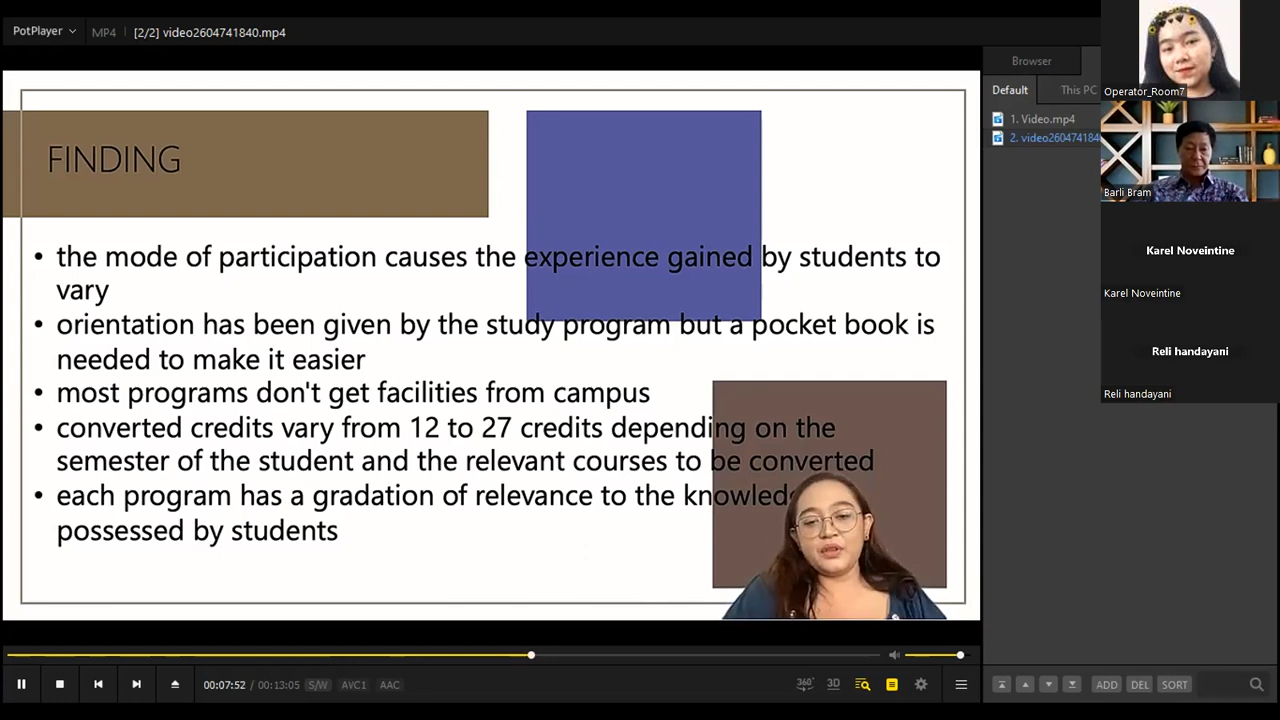 PotPlayer
MP4
[2/2] video2604741840.mp4
FINDING
• the mode of participation causes the experience gained by students to
vary
• orientation has been given by the study program but a pocket book is
needed to make it easier
• most programs don't get facilities from campus
• converted credits vary from 12 to 27 credits depending on the
semester of the student and the relevant courses to be converted
• each program has a gradation of relevance to the
possessed by students
00:07:52 / 00:13:05
S/W
AVC1
AAC
360°
3D
Browser
Default
This PC
1. Video.mp4
2. video260474184
ADD
DEL
SORT
Operator_Room7
Barli Bram
Karel Noveintine
Karel Noveintine
Reli handayani
Reli handayani